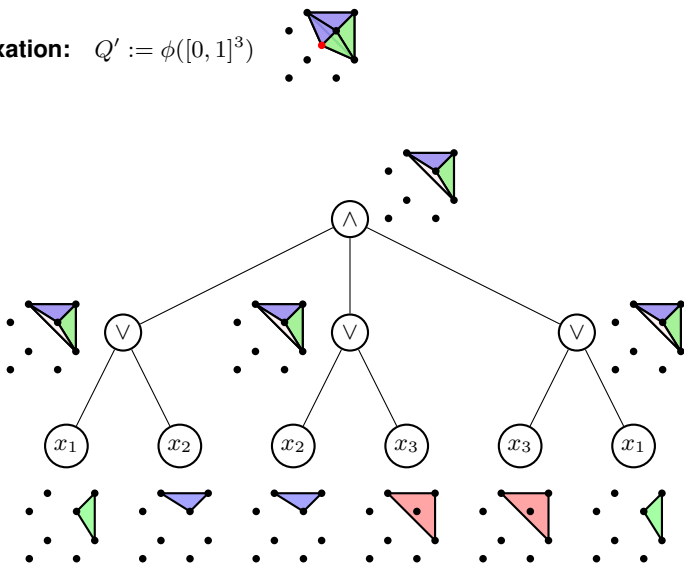 xation: Q′ := ϕ([0, 1]³)
∧
∨ ∨ ∨
x₁ x₂ x₂ x₃ x₃ x₁